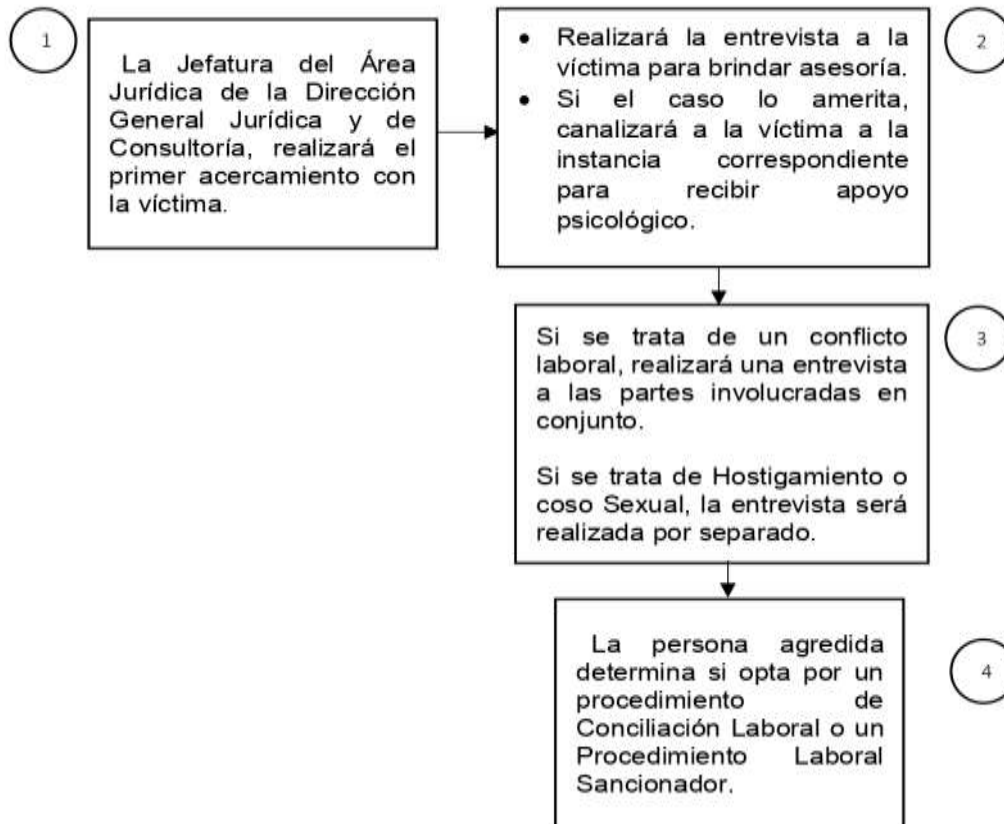 1
La Jefatura del Área
Jurídica de la Dirección
General Jurídica y de
Consultoría, realizará el
primer acercamiento con
la víctima.
2
• Realizará la entrevista a la
víctima para brindar asesoría.
• Si el caso lo amerita,
canalizará a la víctima a la
instancia correspondiente
para recibir apoyo
psicológico.
3
Si se trata de un conflicto
laboral, realizará una entrevista
a las partes involucradas en
conjunto.
Si se trata de Hostigamiento o
coso Sexual, la entrevista será
realizada por separado.
4
La persona agredida
determina si opta por un
procedimiento de
Conciliación Laboral o un
Procedimiento Laboral
Sancionador.